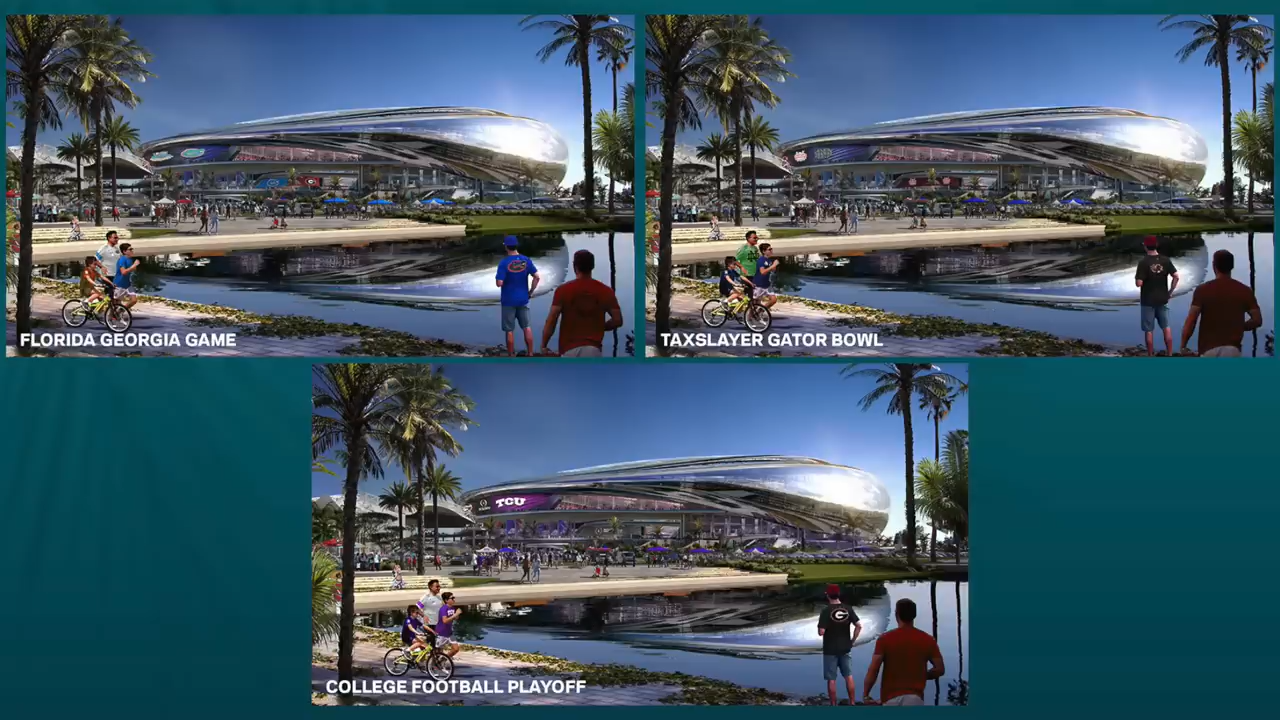 FLORIDA GEORGIA GAME
TAXSLAYER GATOR BOWL
TCU
COLLEGE FOOTBALL PLAYOFF